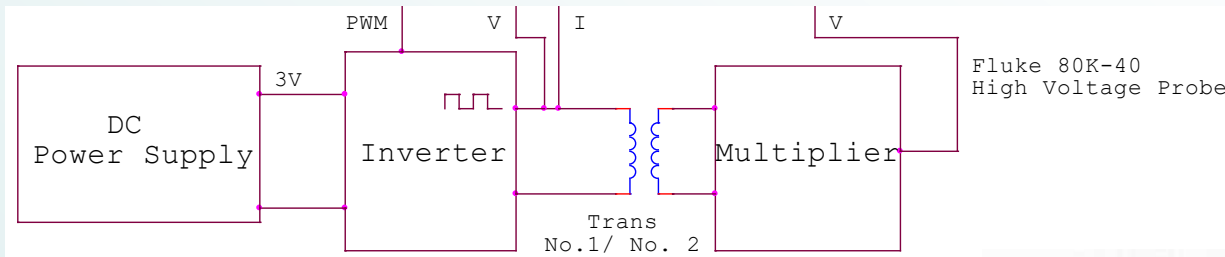 PWM
V
I
V
3V
Fluke 80K-40
High Voltage Probe
DC
Power Supply
Inverter
Multiplier
Trans
No.1/ No. 2